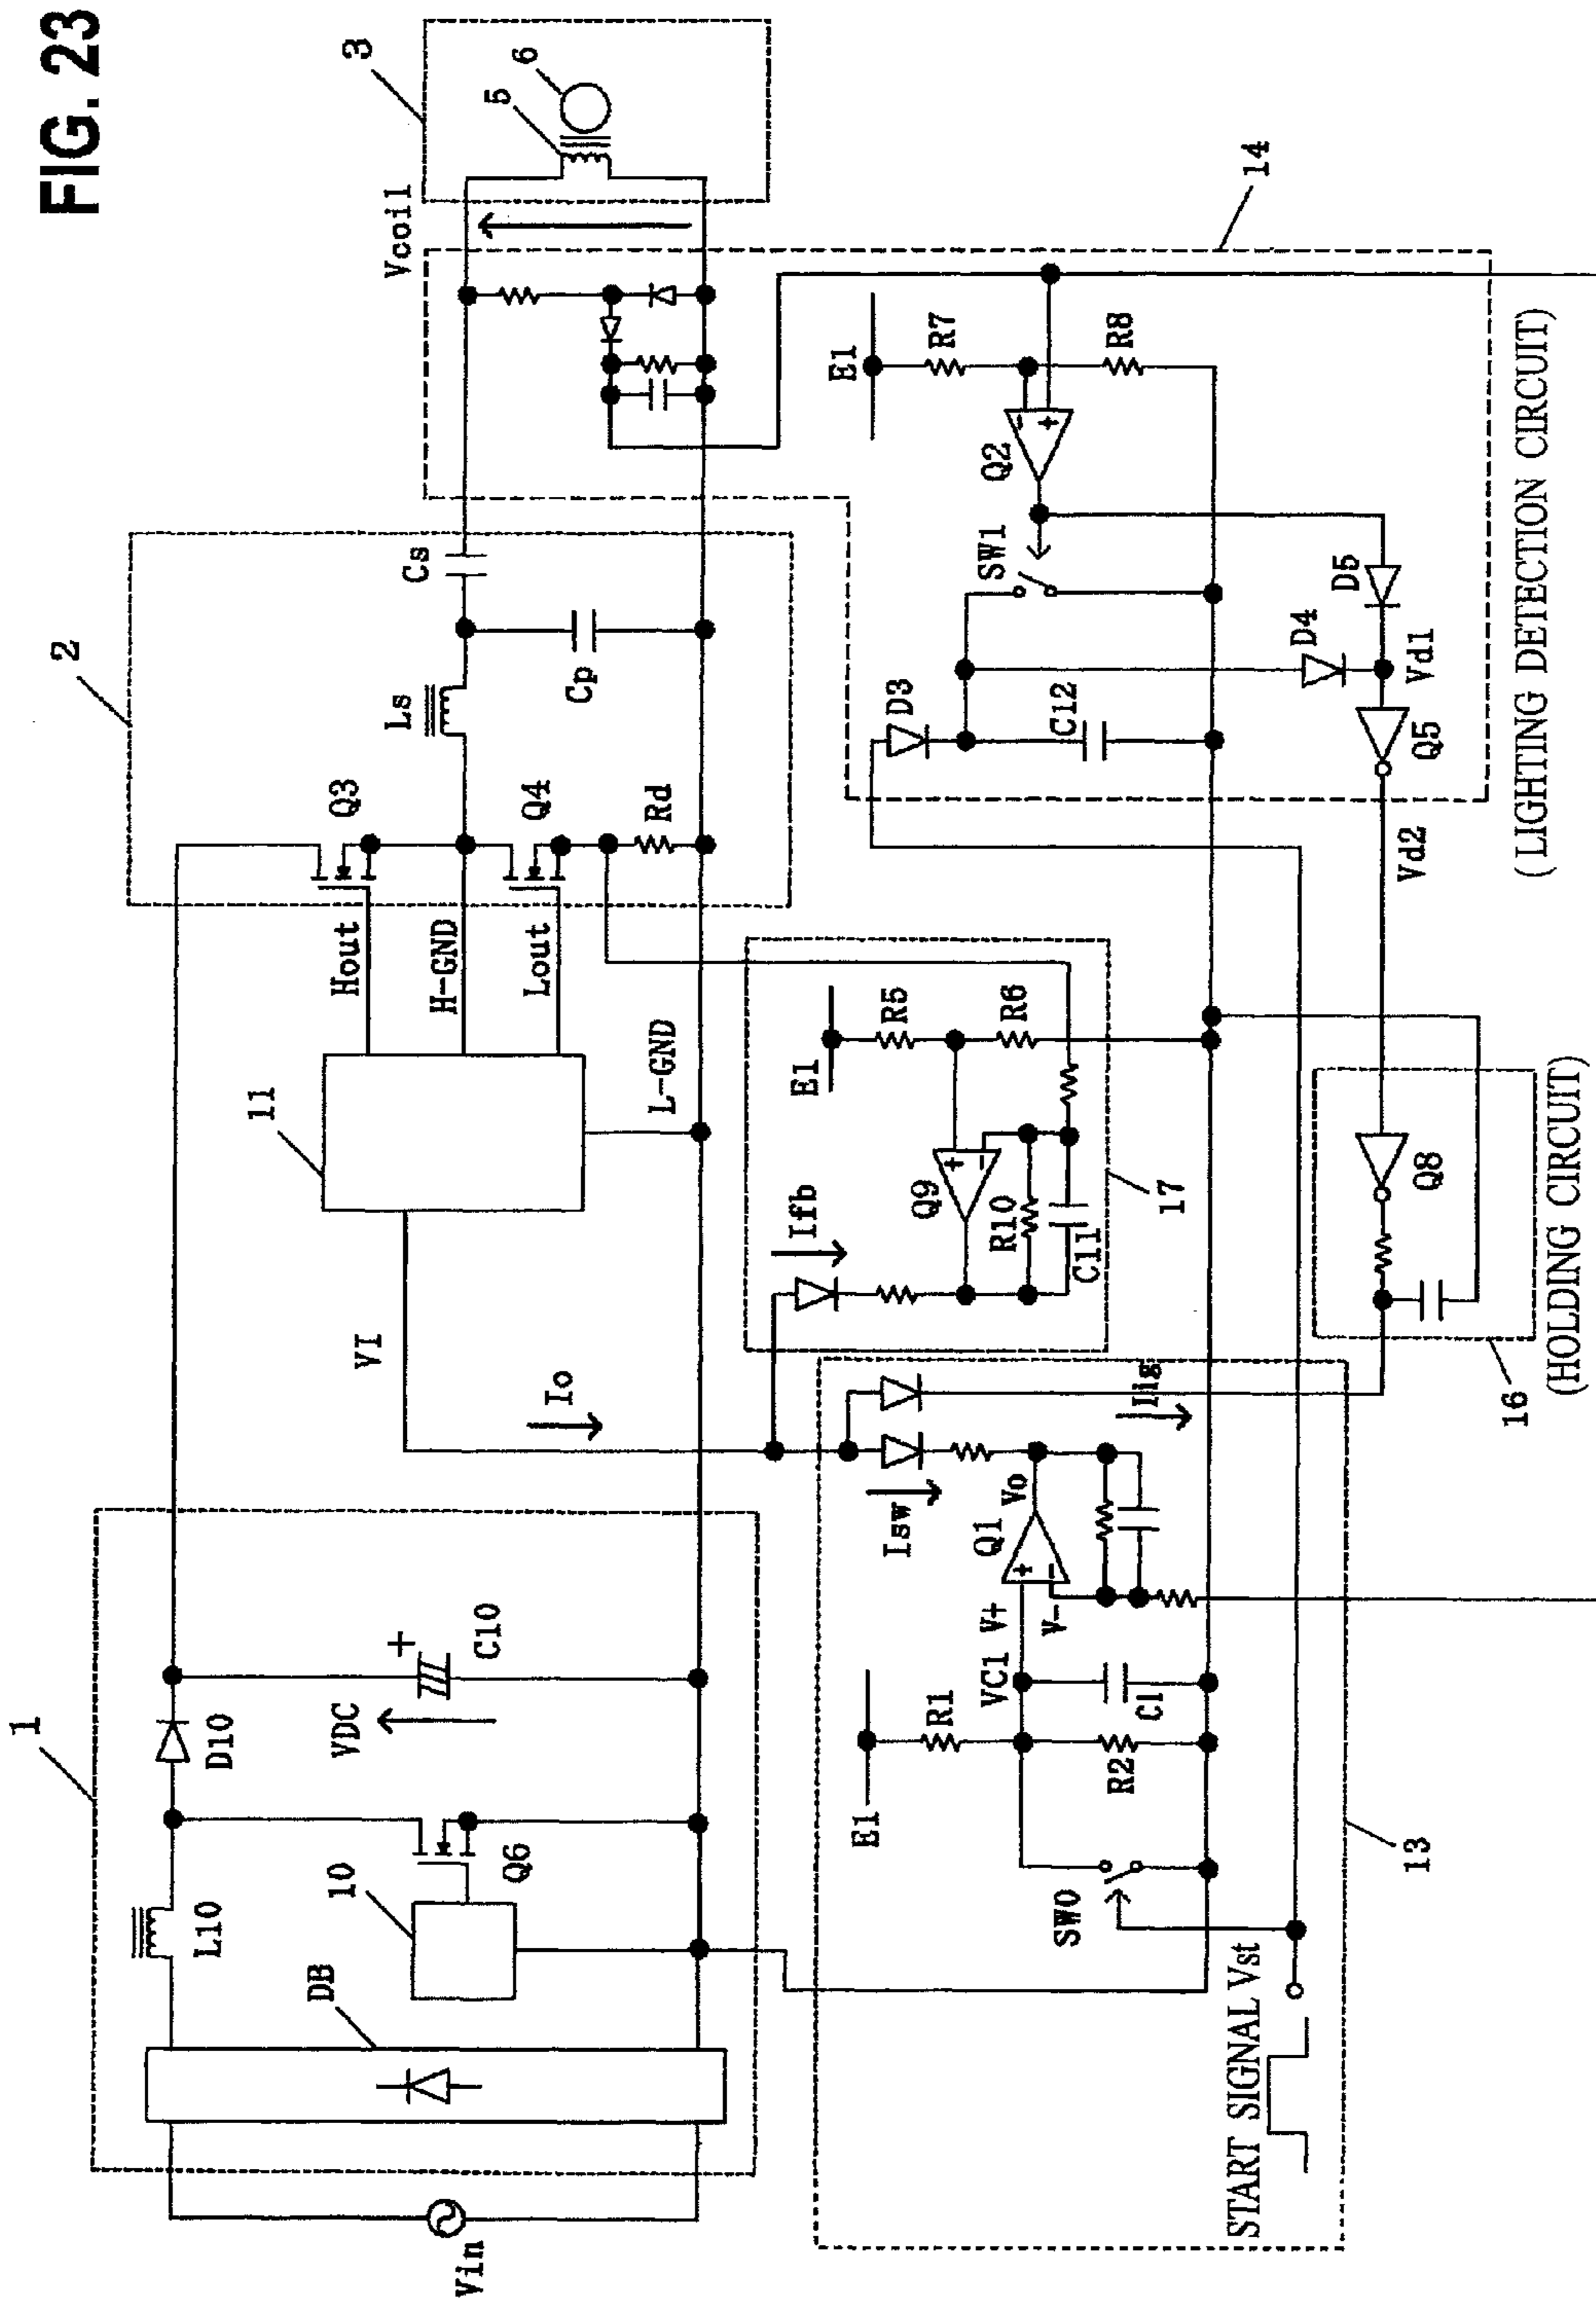 FIG. 23
1
2
3
Vin
DB
L10
10
Q6
D10
VDC
+
C10
VI
Io
11
Hout
H-GND
Lout
L-GND
Q3
Q4
Rd
Ls
Cp
Cs
Vcoil
5
6
START SIGNAL Vst
SW0
13
E1
R1
R2
VC1
C1
V+
V-
+
-
Q1
Vo
Isw
Iig
Ifb
17
E1
R5
R6
Q9
+
-
R10
C11
16
(HOLDING CIRCUIT)
Q8
Vd2
14
(LIGHTING DETECTION CIRCUIT)
D3
C12
SW1
D4
D5
Vd1
Q5
Q2
-
+
E1
R7
R8